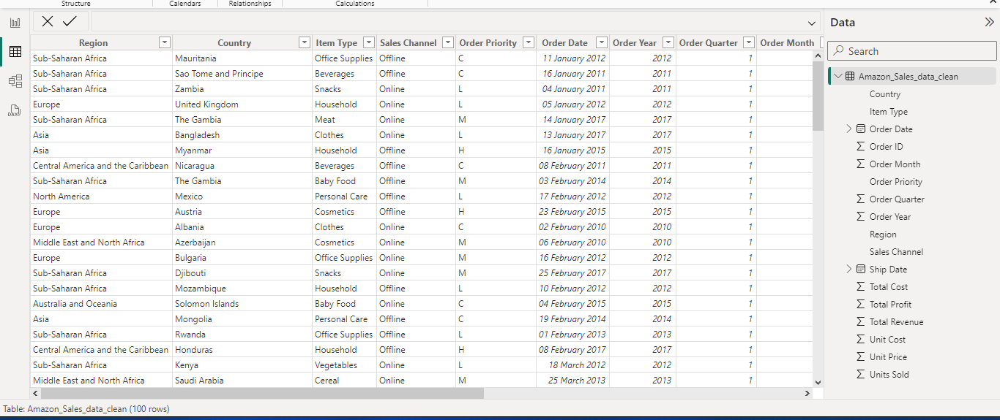 Structure Calendars Relationships Calculations
Data
Region Country Item Type Sales Channel Order Priority Order Date Order Year Order Quarter Order Month
Sub-Saharan Africa Mauritania Office Supplies Offline C 11 January 2012 2012 1
Sub-Saharan Africa Sao Tome and Principe Beverages Offline C 16 January 2011 2011 1
Sub-Saharan Africa Zambia Snacks Online L 04 January 2011 2011 1
Europe United Kingdom Household Online L 05 January 2012 2012 1
Sub-Saharan Africa The Gambia Meat Online M 14 January 2017 2017 1
Asia Bangladesh Clothes Online L 13 January 2017 2017 1
Asia Myanmar Household Offline H 16 January 2015 2015 1
Central America and the Caribbean Nicaragua Beverages Offline C 08 February 2011 2011 1
Sub-Saharan Africa The Gambia Baby Food Offline M 03 February 2014 2014 1
North America Mexico Personal Care Offline L 17 February 2012 2012 1
Europe Austria Cosmetics Offline H 23 February 2015 2015 1
Europe Albania Clothes Online C 02 February 2010 2010 1
Middle East and North Africa Azerbaijan Cosmetics Online M 06 February 2010 2010 1
Europe Bulgaria Office Supplies Online M 16 February 2012 2012 1
Sub-Saharan Africa Djibouti Snacks Online M 25 February 2017 2017 1
Sub-Saharan Africa Mozambique Household Offline L 10 February 2012 2012 1
Australia and Oceania Solomon Islands Baby Food Online C 04 February 2015 2015 1
Asia Mongolia Personal Care Offline C 19 February 2014 2014 1
Sub-Saharan Africa Rwanda Office Supplies Offline L 01 February 2013 2013 1
Central America and the Caribbean Honduras Household Offline H 08 February 2017 2017 1
Sub-Saharan Africa Kenya Vegetables Online L 18 March 2012 2012 1
Middle East and North Africa Saudi Arabia Cereal Online M 25 March 2013 2013 1
Search
Amazon_Sales_data_clean
Country
Item Type
Order Date
Σ Order ID
Σ Order Month
Order Priority
Σ Order Quarter
Σ Order Year
Region
Sales Channel
Ship Date
Σ Total Cost
Σ Total Profit
Σ Total Revenue
Σ Unit Cost
Σ Unit Price
Σ Units Sold
DAX
Table: Amazon_Sales_data_clean (100 rows)